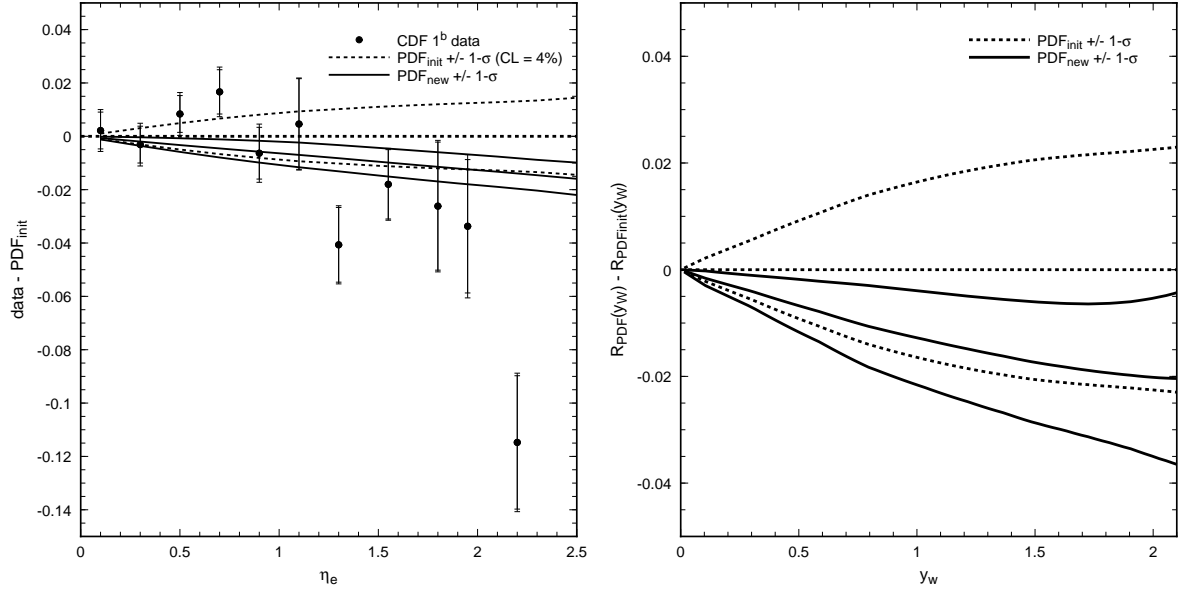 0.04
0.02
0
-0.02
-0.04
-0.06
-0.08
-0.1
-0.12
-0.14
data - PDFinit
CDF 1b data
PDFinit +/- 1-σ (CL = 4%)
PDFnew +/- 1-σ
0 0.5 1 1.5 2 2.5
ηe
0.04
0.02
0
-0.02
-0.04
RPDF(yW) - RPDFinit(yW)
PDFinit +/- 1-σ
PDFnew +/- 1-σ
0 0.5 1 1.5 2
yw